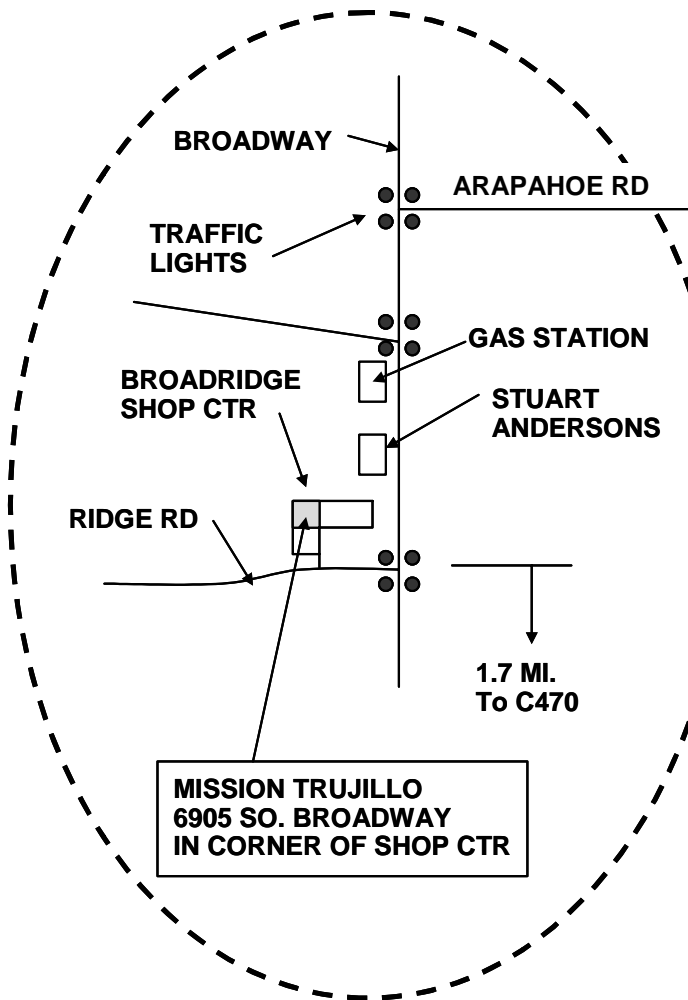 BROADWAY
ARAPAHOE RD
TRAFFIC
LIGHTS
GAS STATION
BROADRIDGE
SHOP CTR
STUART
ANDERSONS
RIDGE RD
1.7 MI.
To C470
MISSION TRUJILLO
6905 SO. BROADWAY
IN CORNER OF SHOP CTR